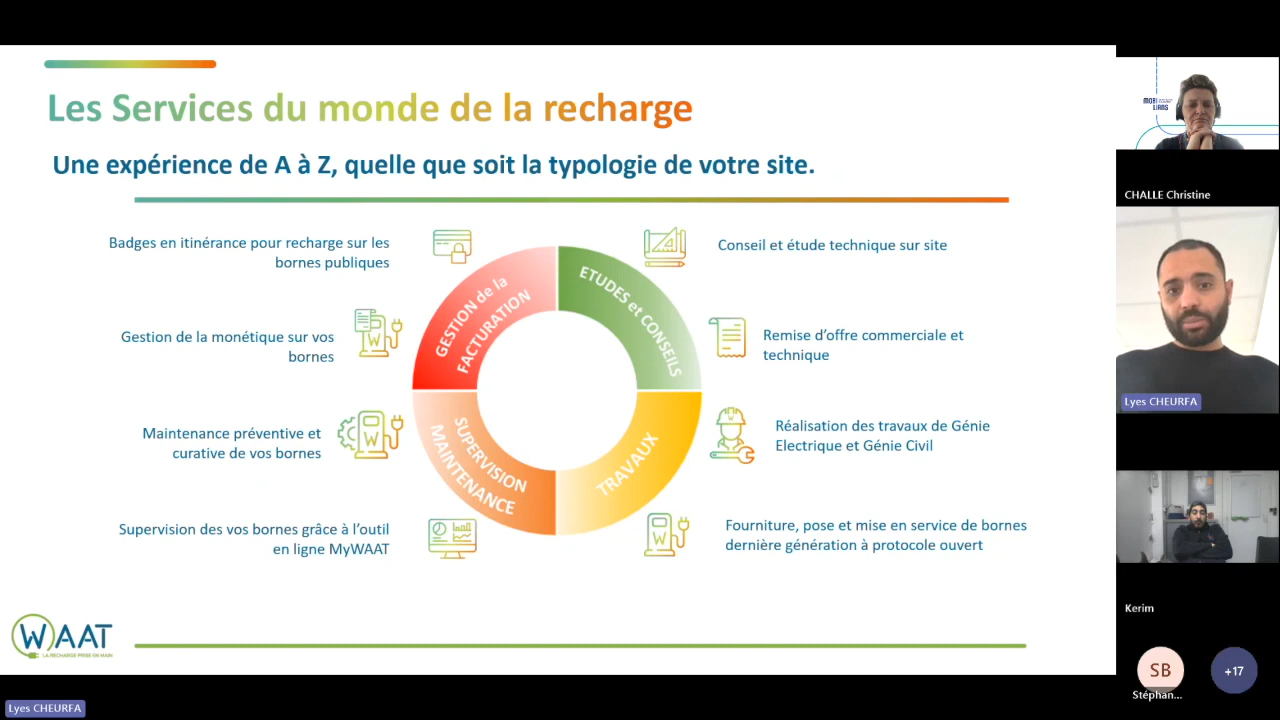 Les Services du monde de la recharge
Une expérience de A à Z, quelle que soit la typologie de votre site.
Badges en itinérance pour recharge sur les
bornes publiques
Gestion de la monétique sur vos
bornes
Maintenance préventive et
curative de vos bornes
Supervision des vos bornes grâce à l'outil
en ligne MyWAAT
GESTION de la
FACTURATION
ETUDES et CONSEILS
SUPERVISION
MAINTENANCE
TRAVAUX
Conseil et étude technique sur site
Remise d'offre commerciale et
technique
Réalisation des travaux de Génie
Electrique et Génie Civil
Fourniture, pose et mise en service de bornes
dernière génération à protocole ouvert
W
W
W
WAAT
LA RECHARGE PRISE EN MAIN
MOBI
LIANS
CHALLE Christine
Lyes CHEURFA
Kerim
SB
Stéphan...
+17
Lyes CHEURFA